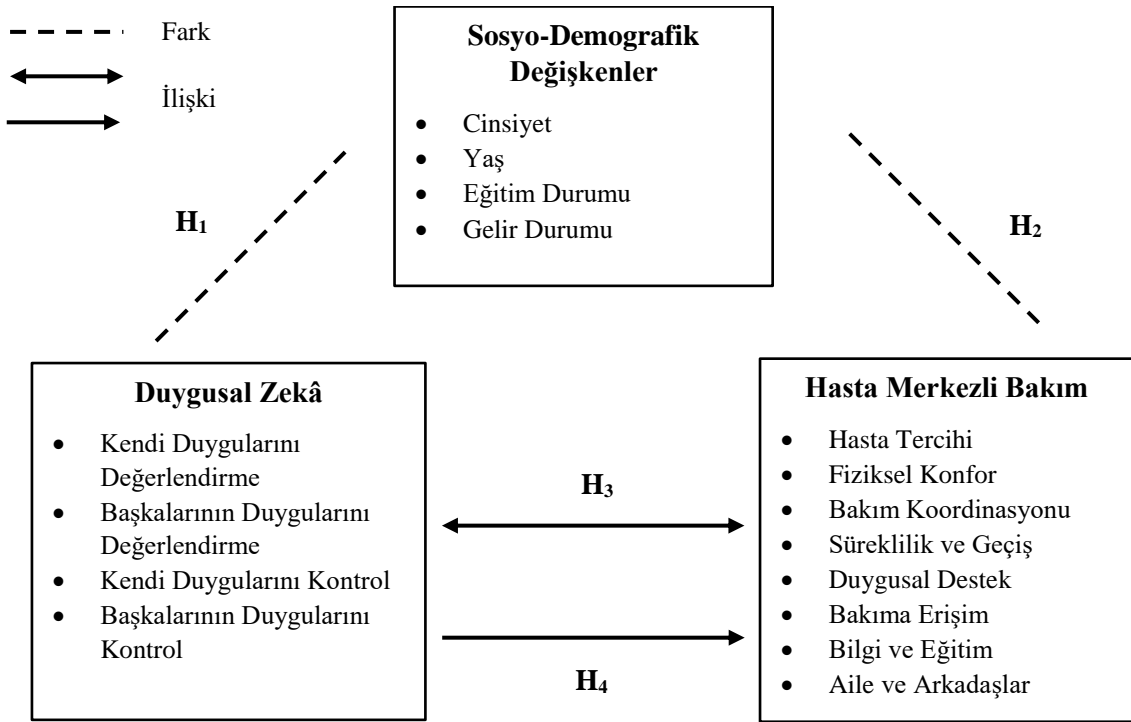 Fark
İlişki
Sosyo-Demografik
Değişkenler
• Cinsiyet
• Yaş
• Eğitim Durumu
• Gelir Durumu
H₁
H₂
Duygusal Zekâ
• Kendi Duygularını
Değerlendirme
• Başkalarının Duygularını
Değerlendirme
• Kendi Duygularını Kontrol
• Başkalarının Duygularını
Kontrol
H₃
H₄
Hasta Merkezli Bakım
• Hasta Tercihi
• Fiziksel Konfor
• Bakım Koordinasyonu
• Süreklilik ve Geçiş
• Duygusal Destek
• Bakıma Erişim
• Bilgi ve Eğitim
• Aile ve Arkadaşlar